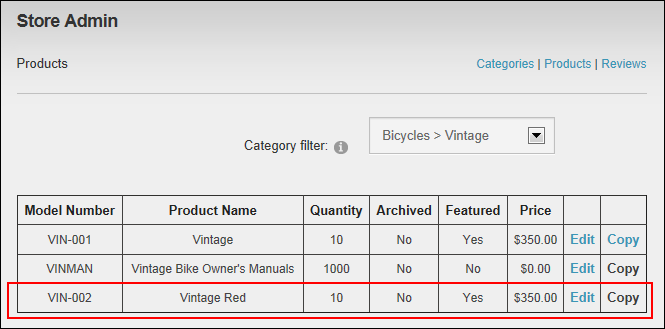 Store Admin
Products
Categories | Products | Reviews
Category filter:
Bicycles > Vintage
Model Number Product Name Quantity Archived Featured Price
VIN-001 Vintage 10 No Yes $350.00 Edit Copy
VINMAN Vintage Bike Owner's Manuals 1000 No No $0.00 Edit Copy
VIN-002 Vintage Red 10 No Yes $350.00 Edit Copy